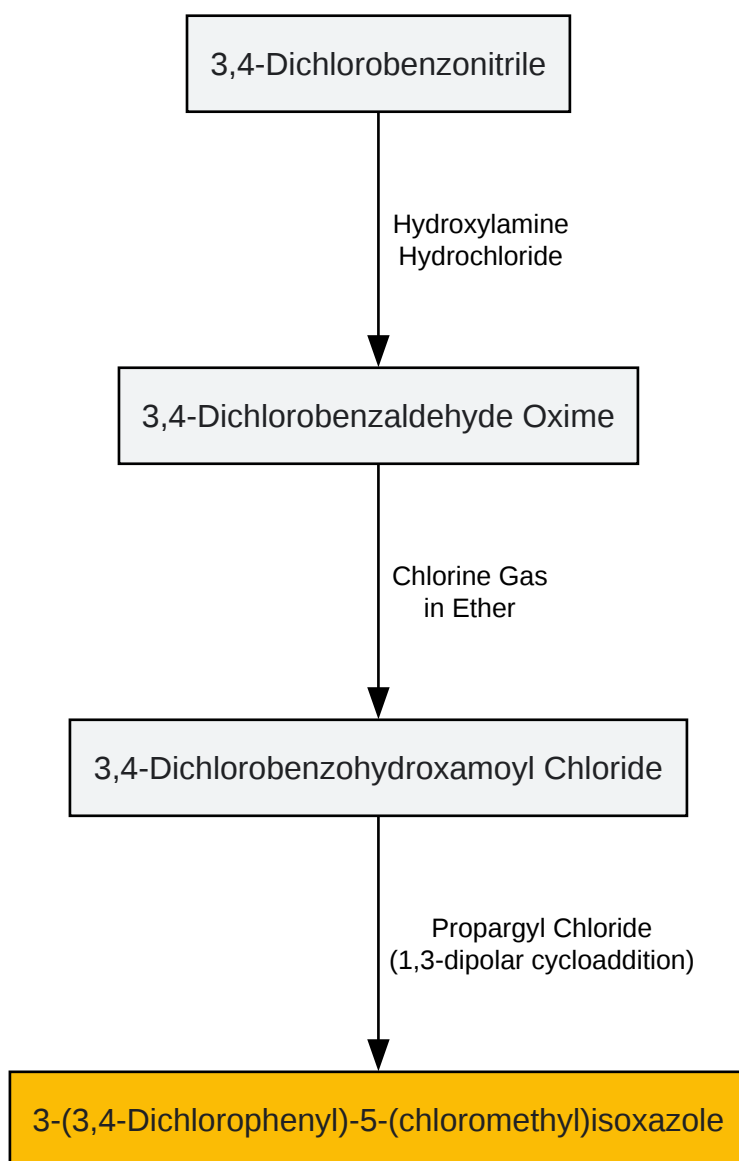 3,4-Dichlorobenzonitrile
Hydroxylamine
Hydrochloride
3,4-Dichlorobenzaldehyde Oxime
Chlorine Gas
in Ether
3,4-Dichlorobenzohydroxamoyl Chloride
Propargyl Chloride
(1,3-dipolar cycloaddition)
3-(3,4-Dichlorophenyl)-5-(chloromethyl)isoxazole